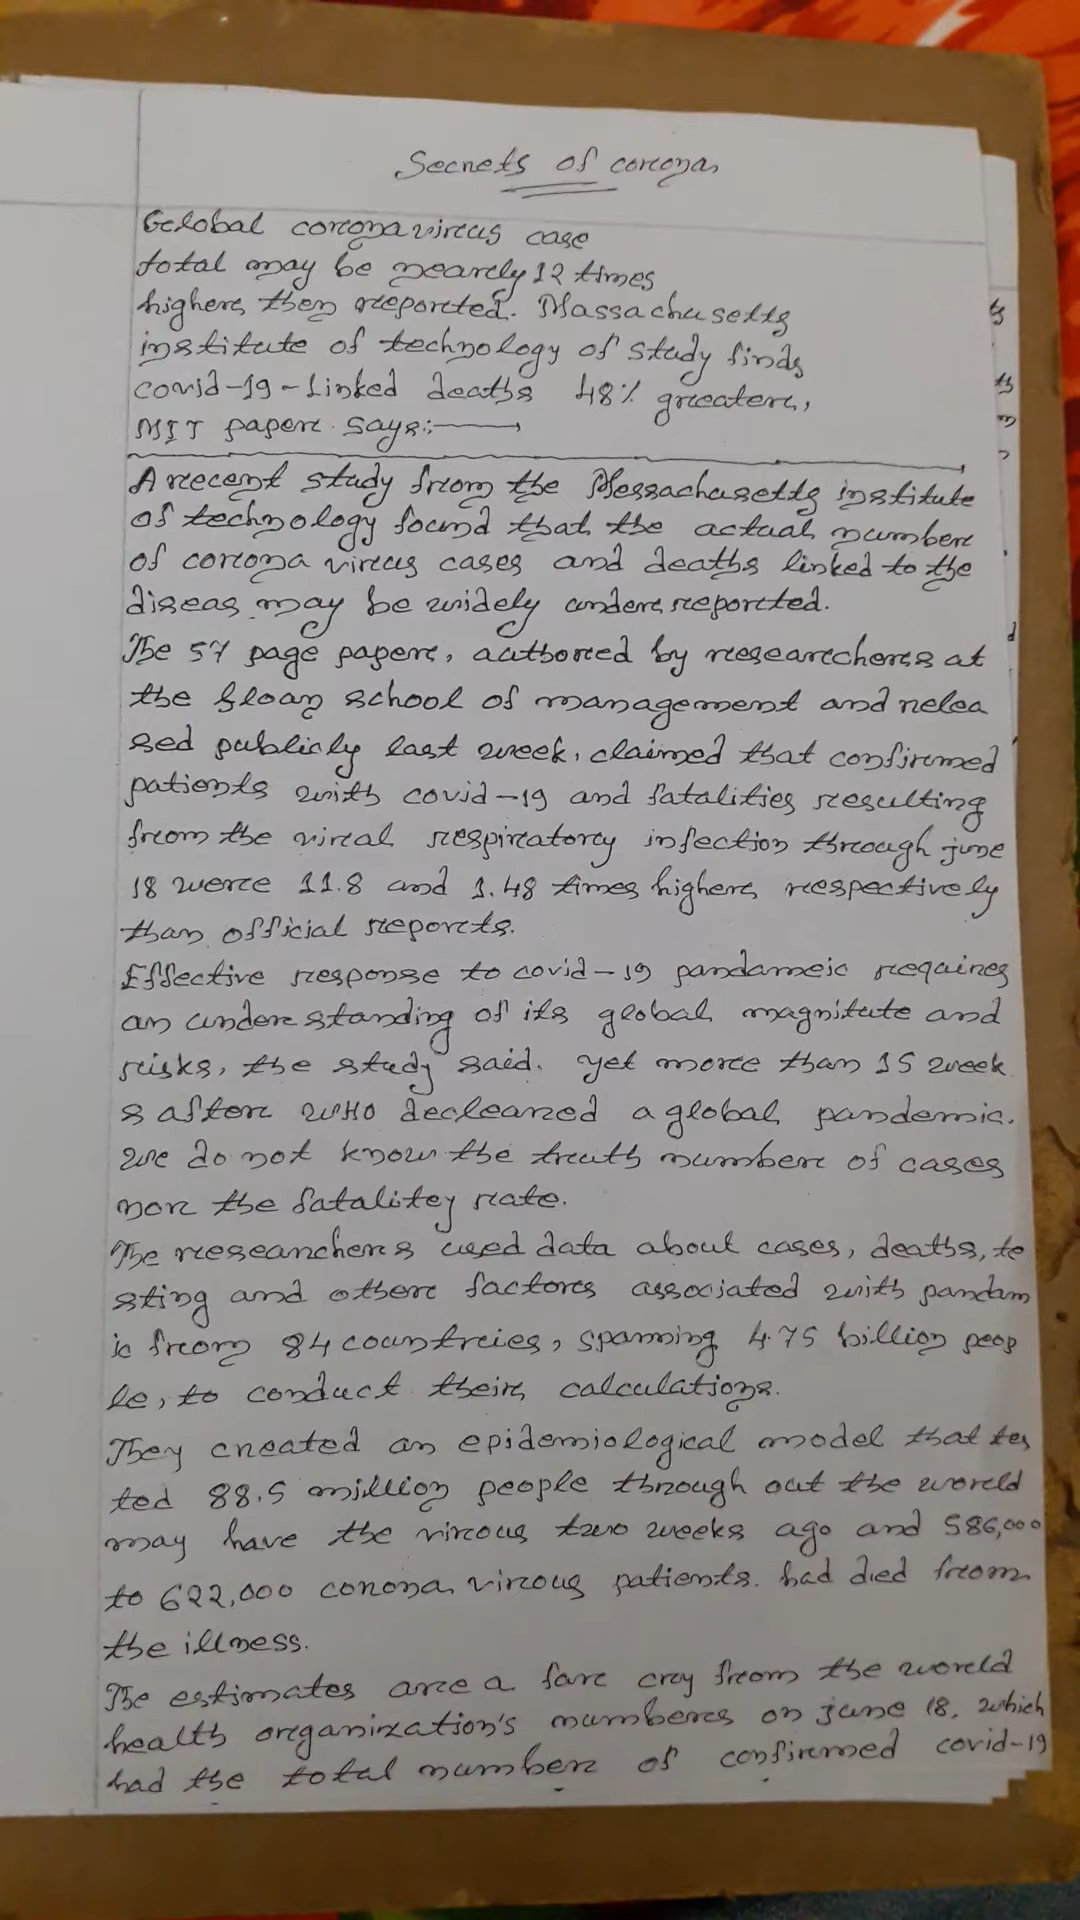 Secrets of corona
Gelobal corona virus case
total may be nearly 12 times
higher then reported. Massachusetts
institute of technology of study finds
covid-19-Linked deaths 48% greater,
MIT paper says:-
A recent study from the Messachasetts institute
of technology found that the actual number
of corona virus cases and deaths linked to the
diseas may be widely under reported.
The 57 page paper, authored by researchers at
the Sloan school of management and relea
sed publicly last week, claimed that confirmed
patients with covid-19 and fatalities resulting
from the viral respiratory infection through june
18 were 11.8 and 1.48 times higher respectively
than official reports.
Effective response to covid-19 pandameic requires
an under standing of its global magnitute and
risks, the study said. yet more than 15 week
s after WHO decleared a global pandemic.
we do not know the truth number of cases
nor the fatalitey rate.
The researchers used data about cases, deaths, te
sting and other factors associated with pandam
ic from 84 countries, spanning 4.75 billion peop
le, to conduct their calculations.
They created an epidemiological model that tes
ted 88.5 million people through out the world
may have the virous two weeks ago and 586,000
to 622,000 corona virous patients. had died from
the illness.
The estimates are a far cry from the world
health organization's numbers on june 18, which
had the total number of confirmed covid-19